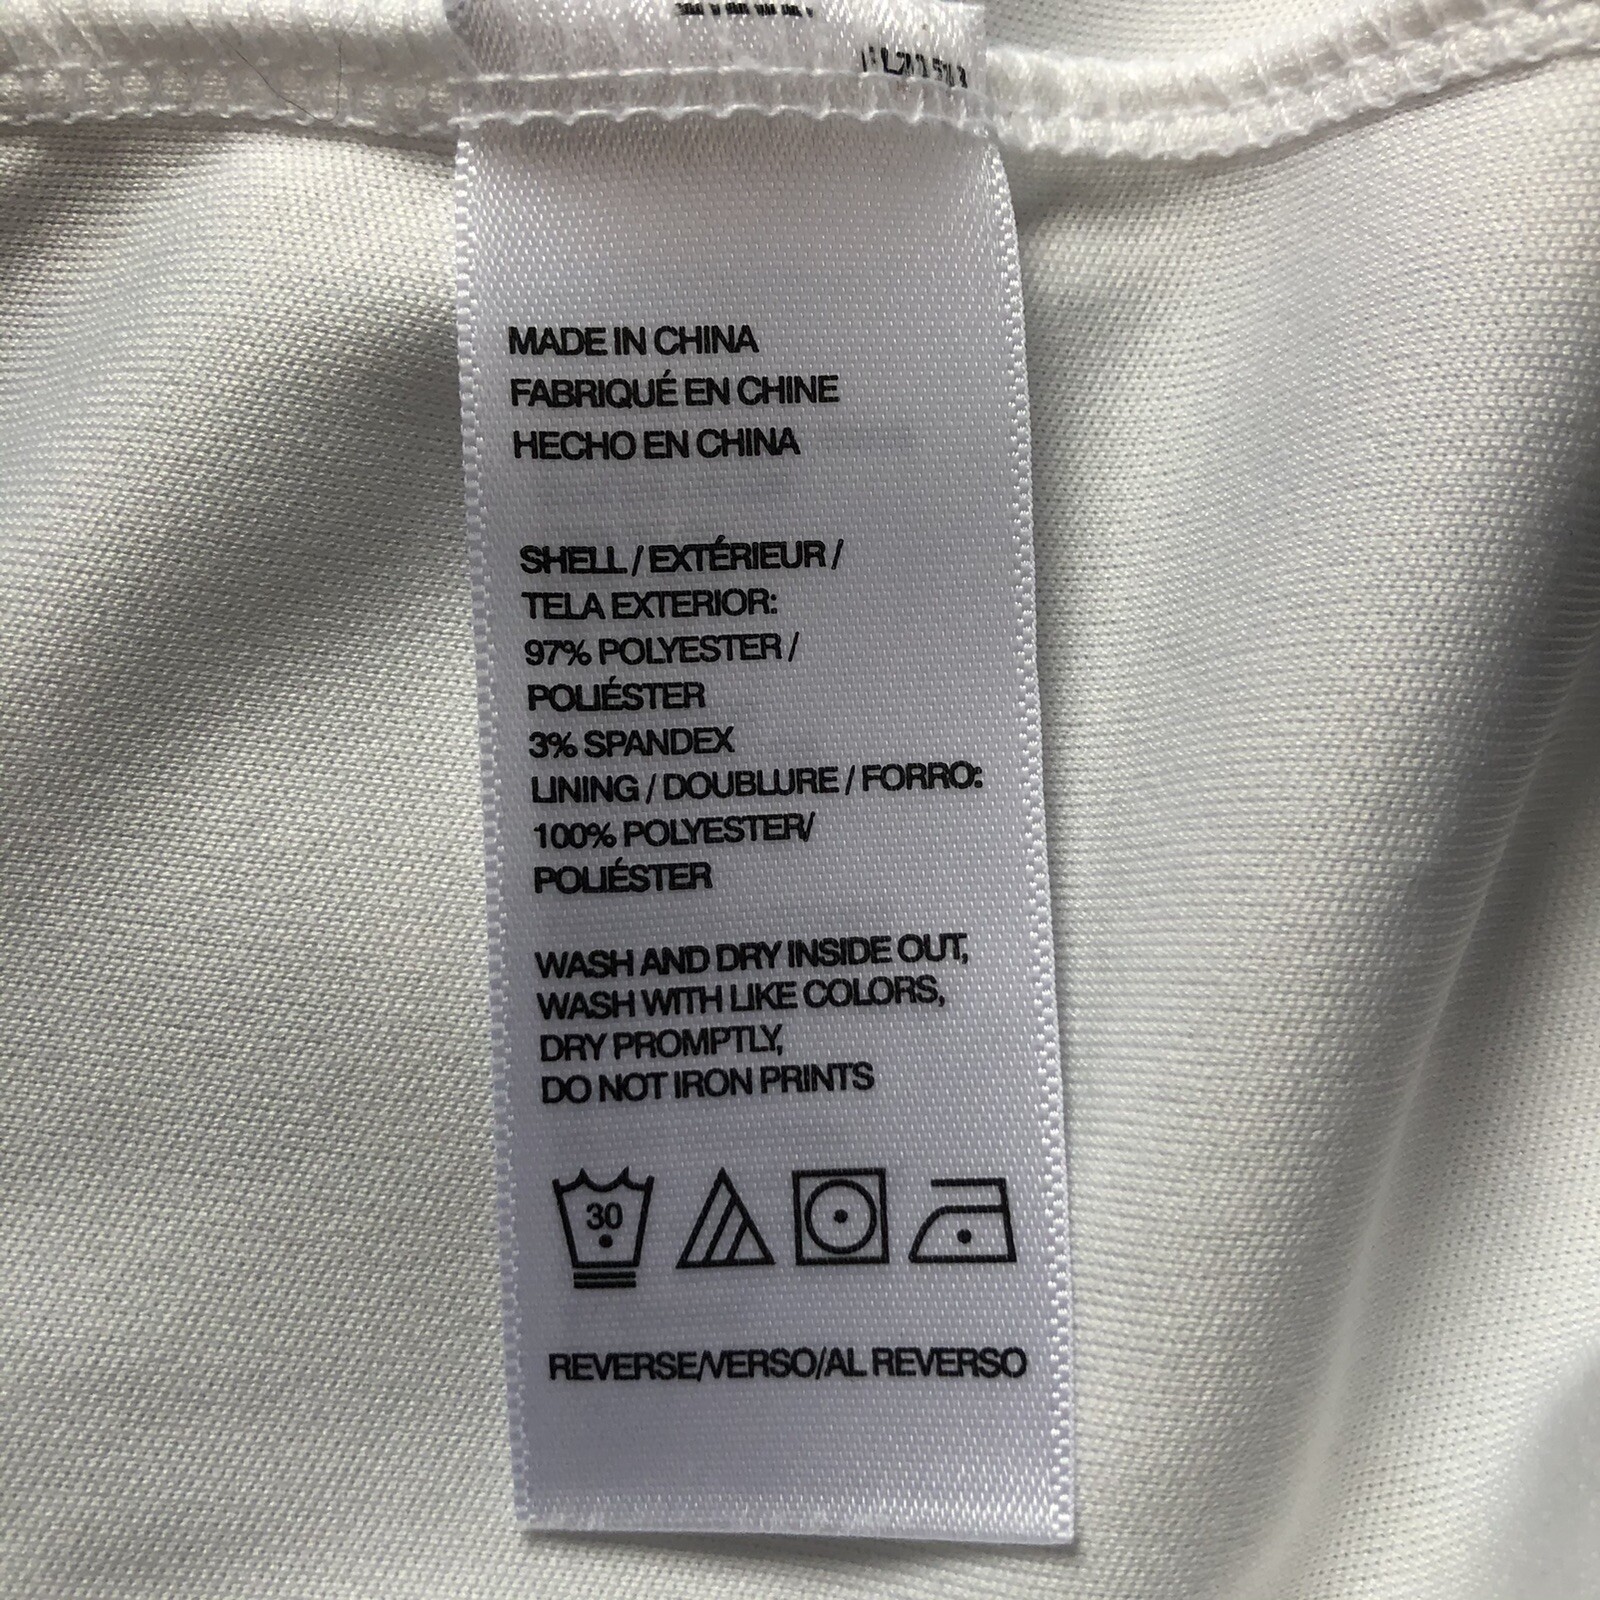 MADE IN CHINA
FABRIQUÉ EN CHINE
HECHO EN CHINA
SHELL / EXTÉRIEUR /
TELA EXTERIOR:
97% POLYESTER /
POLIÉSTER
3% SPANDEX
LINING / DOUBLURE / FORRO:
100% POLYESTER/
POLIÉSTER
WASH AND DRY INSIDE OUT,
WASH WITH LIKE COLORS,
DRY PROMPTLY,
DO NOT IRON PRINTS
30
REVERSE/VERSO/AL REVERSO